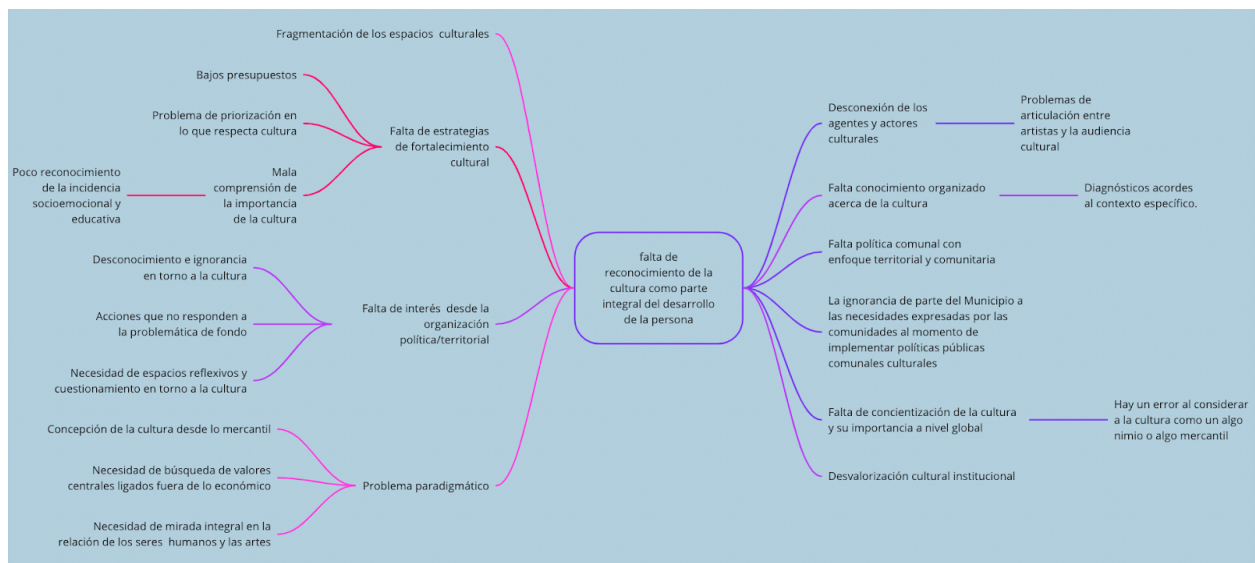 Fragmentación de los espacios culturales
Bajos presupuestos
Problema de priorización en
lo que respecta cultura
Falta de estrategias
de fortalecimiento
cultural
Poco reconocimiento
de la incidencia
socioemocional y
educativa
Mala
comprensión de
la importancia
de la cultura
Desconocimiento e ignorancia
en torno a la cultura
Acciones que no responden a
la problemática de fondo
Falta de interés desde la
organización
política/territorial
Necesidad de espacios reflexivos y
cuestionamiento en torno a la cultura
Concepción de la cultura desde lo mercantil
Necesidad de búsqueda de valores
centrales ligados fuera de lo económico
Problema paradigmático
Necesidad de mirada integral en la
relación de los seres humanos y las artes
falta de
reconocimiento de la
cultura como parte
integral del desarrollo
de la persona
Desconexión de los
agentes y actores
culturales
Problemas de
articulación entre
artistas y la audiencia
cultural
Falta conocimiento organizado
acerca de la cultura
Diagnósticos acordes
al contexto específico.
Falta política comunal con
enfoque territorial y comunitaria
La ignorancia de parte del Municipio a
las necesidades expresadas por las
comunidades al momento de
implementar políticas públicas
comunales culturales
Falta de concientización de la cultura
y su importancia a nivel global
Hay un error al considerar
a la cultura como un algo
nimio o algo mercantil
Desvalorización cultural institucional